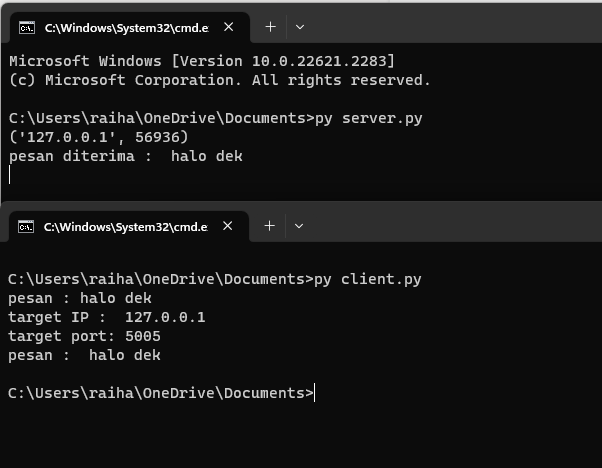 C:\Windows\System32\cmd.e
Microsoft Windows [Version 10.0.22621.2283]
(c) Microsoft Corporation. All rights reserved.
C:\Users\raiha\OneDrive\Documents>py server.py
('127.0.0.1', 56936)
pesan diterima :  halo dek
C:\Windows\System32\cmd.e
C:\Users\raiha\OneDrive\Documents>py client.py
pesan : halo dek
target IP :  127.0.0.1
target port: 5005
pesan :  halo dek
C:\Users\raiha\OneDrive\Documents>